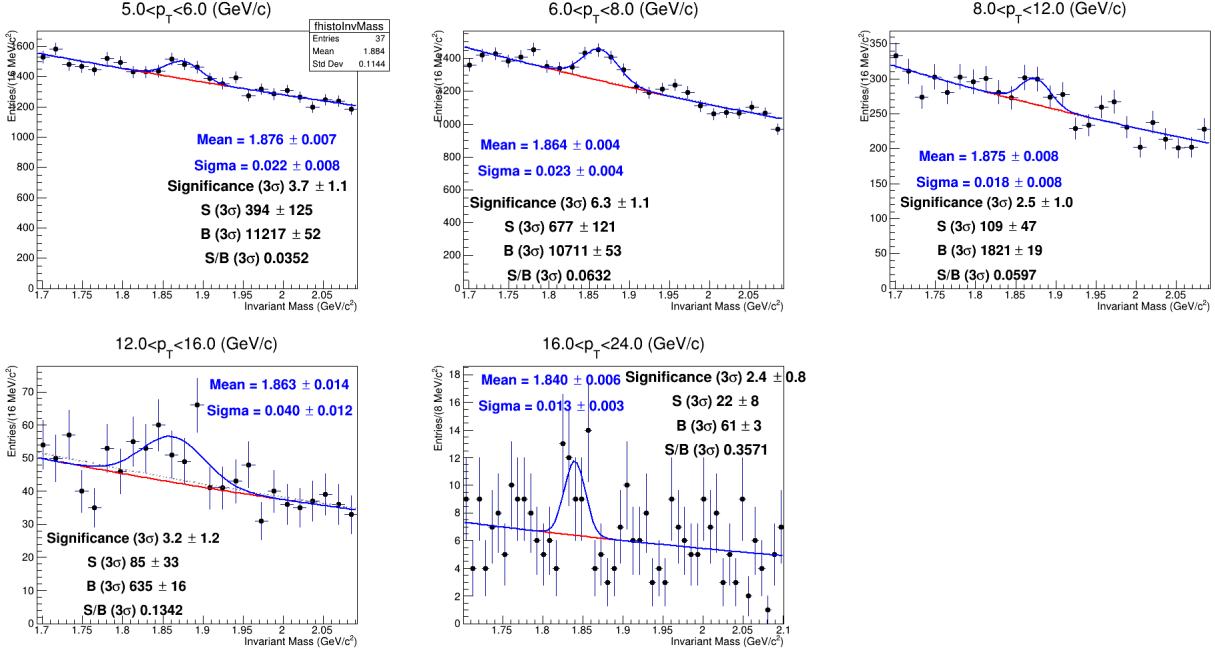 5.0<p_T<6.0 (GeV/c)
fhistoInvMass
Entries 37
Mean 1.884
Std Dev 0.1144
Entries/(16 MeV/c²)
1600
1400
1200
1000
800
600
400
200
0
Mean = 1.876 ± 0.007
Sigma = 0.022 ± 0.008
Significance (3σ) 3.7 ± 1.1
S (3σ) 394 ± 125
B (3σ) 11217 ± 52
S/B (3σ) 0.0352
1.7 1.75 1.8 1.85 1.9 1.95 2 2.05
Invariant Mass (GeV/c²)
6.0<p_T<8.0 (GeV/c)
Entries/(16 MeV/c²)
1400
1200
1000
800
600
400
200
0
Mean = 1.864 ± 0.004
Sigma = 0.023 ± 0.004
Significance (3σ) 6.3 ± 1.1
S (3σ) 677 ± 121
B (3σ) 10711 ± 53
S/B (3σ) 0.0632
1.7 1.75 1.8 1.85 1.9 1.95 2 2.05
Invariant Mass (GeV/c²)
8.0<p_T<12.0 (GeV/c)
Entries/(16 MeV/c²)
350
300
250
200
150
100
50
0
Mean = 1.875 ± 0.008
Sigma = 0.018 ± 0.008
Significance (3σ) 2.5 ± 1.0
S (3σ) 109 ± 47
B (3σ) 1821 ± 19
S/B (3σ) 0.0597
1.7 1.75 1.8 1.85 1.9 1.95 2 2.05
Invariant Mass (GeV/c²)
12.0<p_T<16.0 (GeV/c)
Entries/(16 MeV/c²)
70
60
50
40
30
20
10
0
Mean = 1.863 ± 0.014
Sigma = 0.040 ± 0.012
Significance (3σ) 3.2 ± 1.2
S (3σ) 85 ± 33
B (3σ) 635 ± 16
S/B (3σ) 0.1342
1.7 1.75 1.8 1.85 1.9 1.95 2 2.05
Invariant Mass (GeV/c²)
16.0<p_T<24.0 (GeV/c)
Entries/(8 MeV/c²)
18
16
14
12
10
8
6
4
2
0
Mean = 1.840 ± 0.006
Sigma = 0.013 ± 0.003
Significance (3σ) 2.4 ± 0.8
S (3σ) 22 ± 8
B (3σ) 61 ± 3
S/B (3σ) 0.3571
1.75 1.8 1.85 1.9 1.95 2 2.05 2.1
Invariant Mass (GeV/c²)